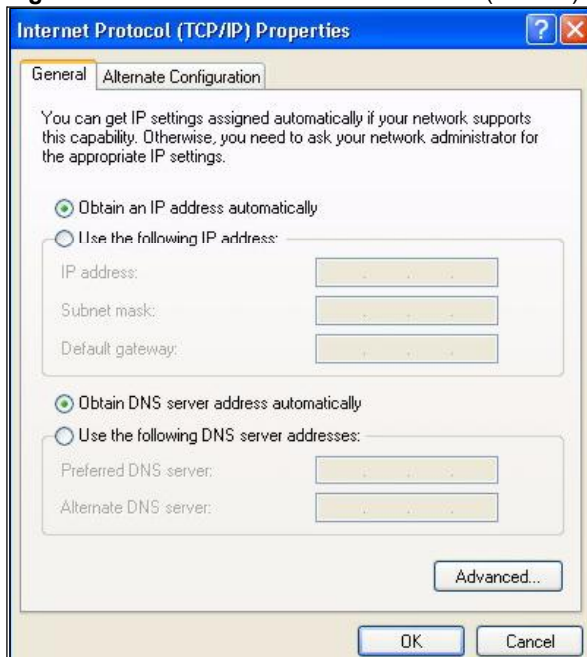 Internet Protocol (TCP/IP) Properties
General
Alternate Configuration
You can get IP settings assigned automatically if your network supports
this capability. Otherwise, you need to ask your network administrator for
the appropriate IP settings.
Obtain an IP address automatically
Use the following IP address:
IP address:
Subnet mask:
Default gateway:
Obtain DNS server address automatically
Use the following DNS server addresses:
Preferred DNS server:
Alternate DNS server:
Advanced...
OK
Cancel